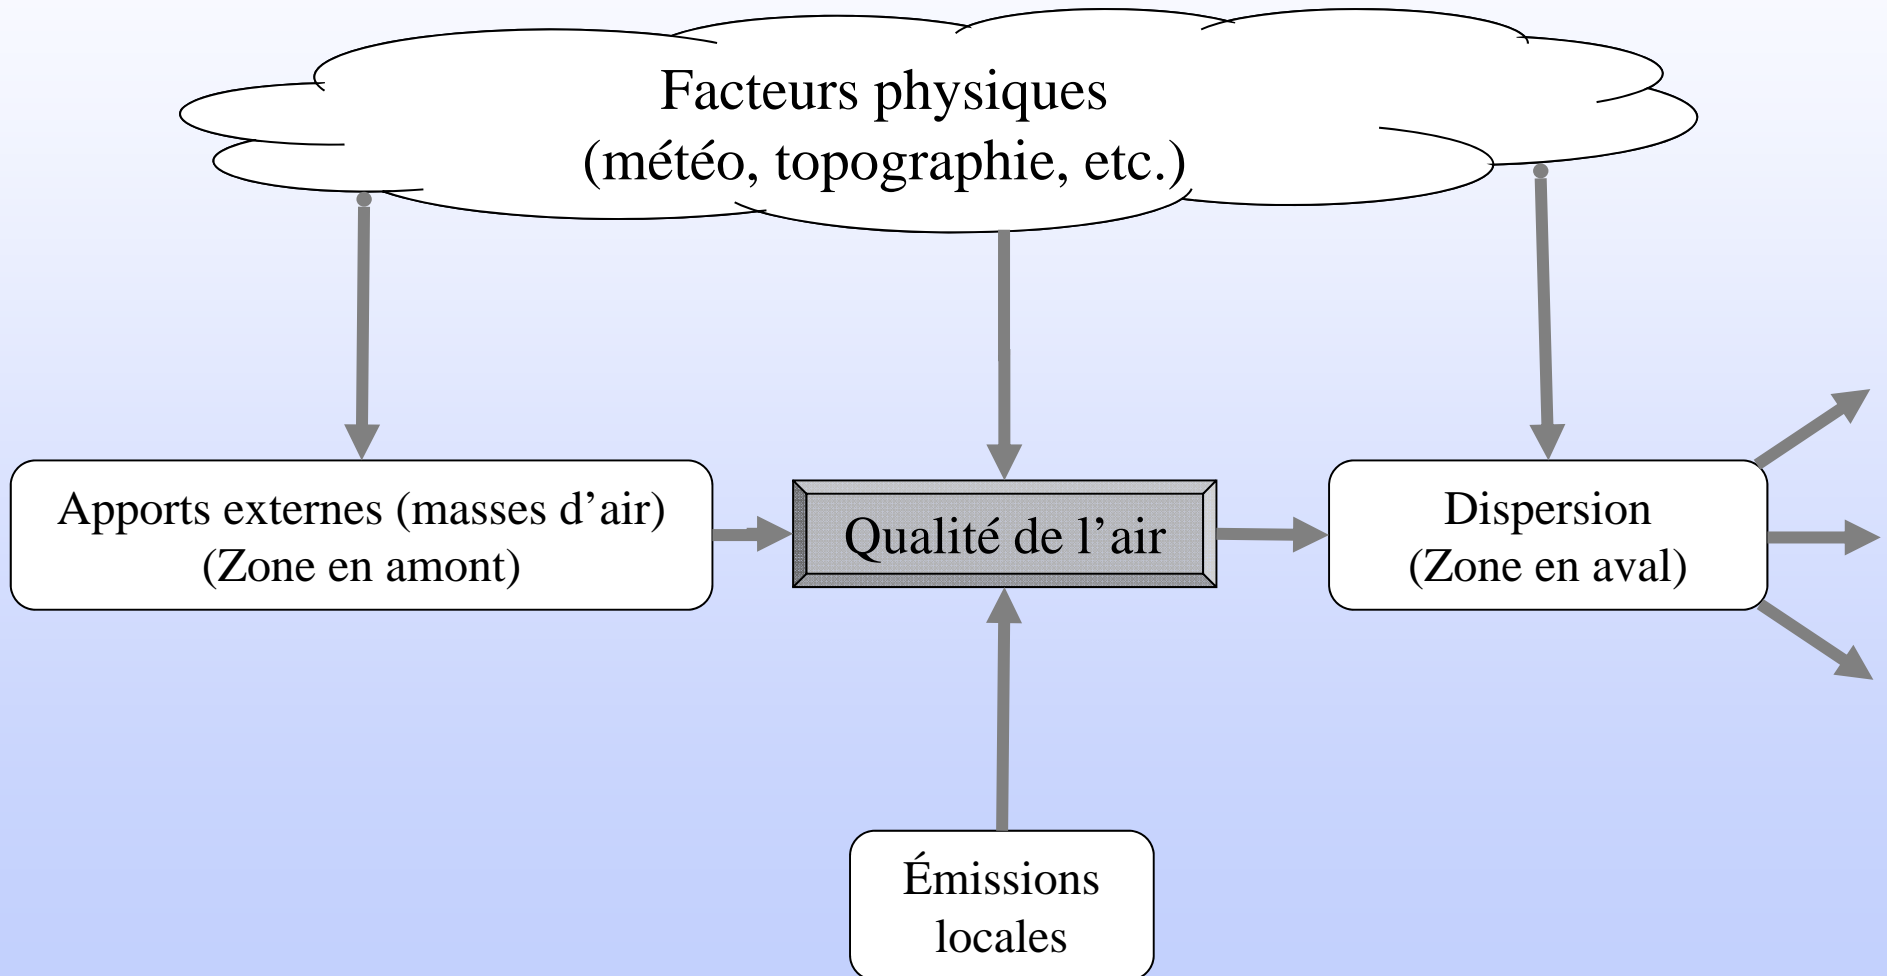 Facteurs physiques
(météo, topographie, etc.)
Apports externes (masses d’air)
(Zone en amont)
Qualité de l’air
Dispersion
(Zone en aval)
Émissions
locales